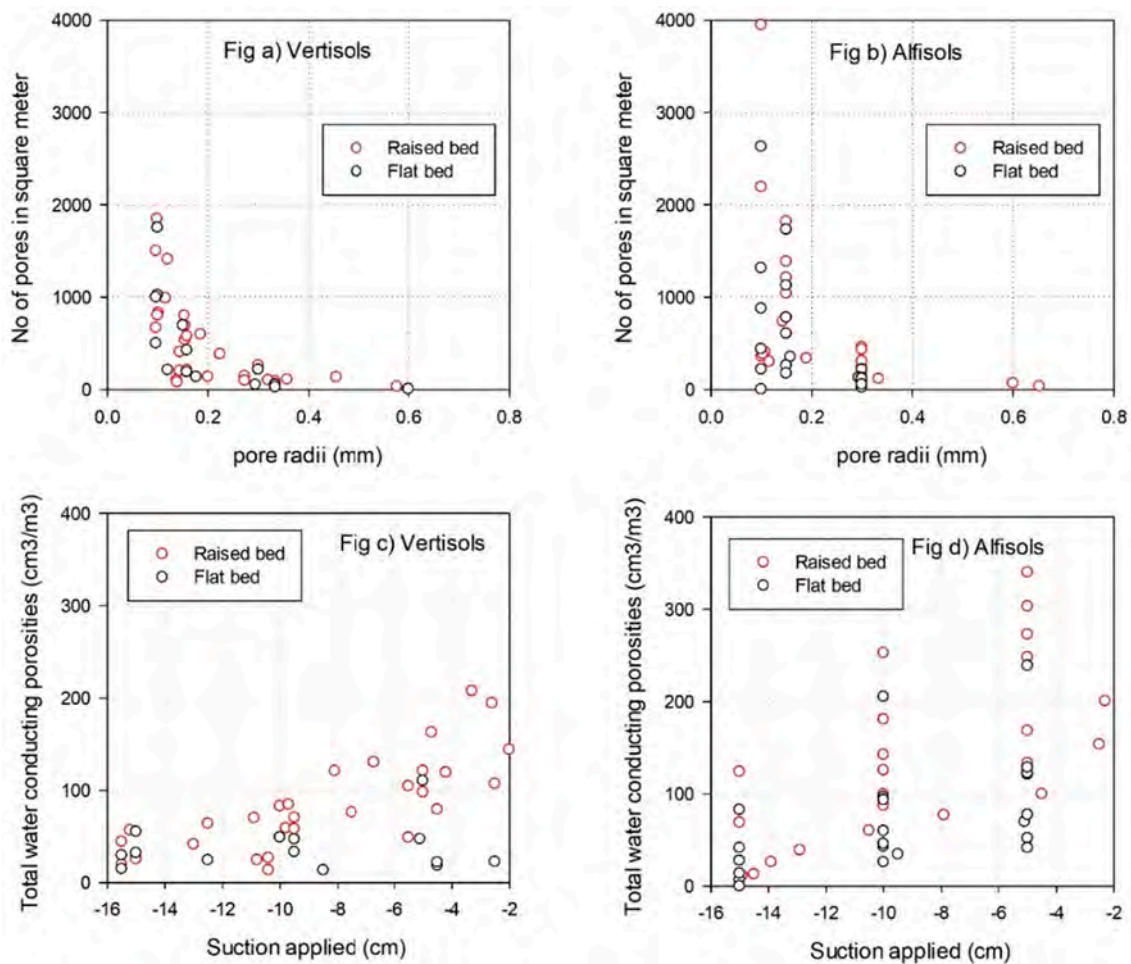 Fig a) Vertisols
No of pores in square meter
4000
3000
2000
1000
0
Raised bed
Flat bed
0.0 0.2 0.4 0.6 0.8
pore radii (mm)
Fig b) Alfisols
No of pores in square meter
4000
3000
2000
1000
0
Raised bed
Flat bed
0.0 0.2 0.4 0.6 0.8
pore radii (mm)
Fig c) Vertisols
Total water conducting porosities (cm3/m3)
400
300
200
100
0
Raised bed
Flat bed
-16 -14 -12 -10 -8 -6 -4 -2
Suction applied (cm)
Fig d) Alfisols
Total water conducting porosities (cm3/m3)
400
300
200
100
0
Raised bed
Flat bed
-16 -14 -12 -10 -8 -6 -4 -2
Suction applied (cm)